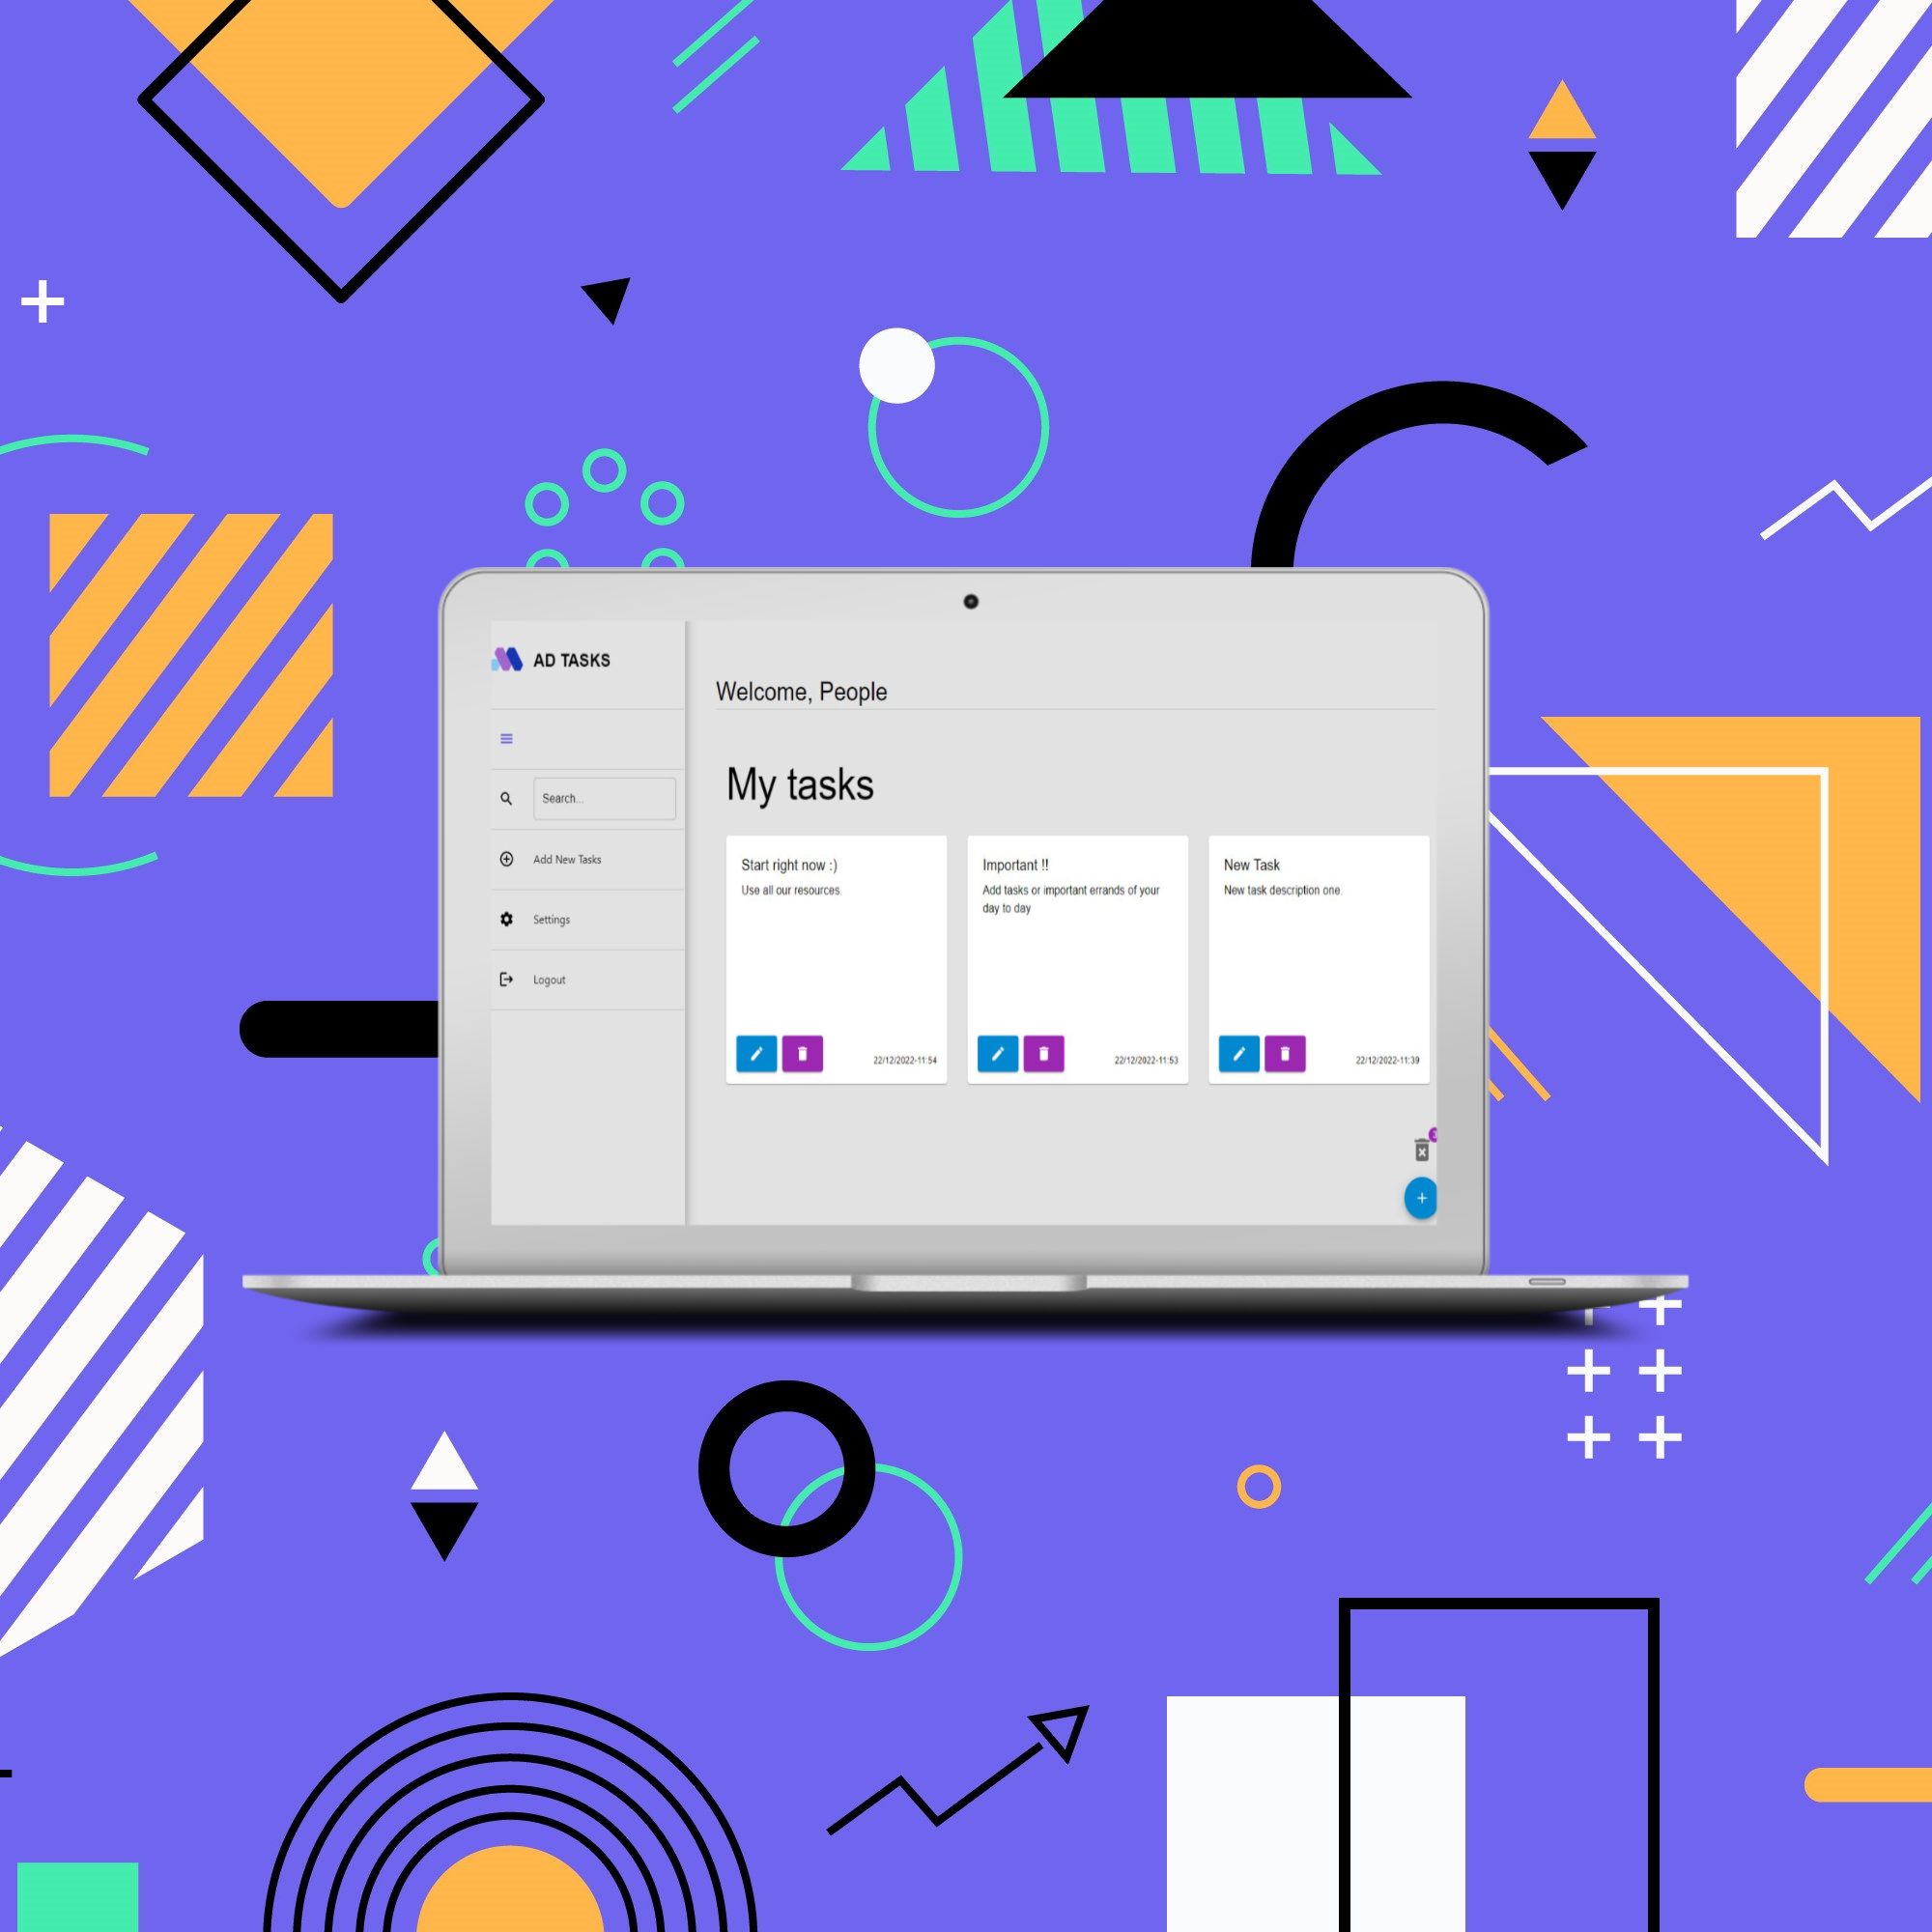 AD TASKS
Welcome, People
My tasks
Search...
Add New Tasks
Settings
Logout
Start right now :)
Use all our resources.
22/12/2022-11:54
Important !!
Add tasks or important errands of your
day to day
22/12/2022-11:53
New Task
New task description one.
22/12/2022-11:39